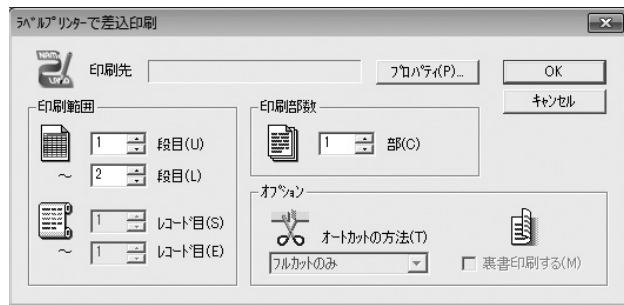 ﾗﾍﾞﾙﾌﾟﾘﾝﾀｰで差込印刷
印刷先
ﾌﾟﾛﾊﾟﾃｨ(P)...
OK
キャンセル
印刷範囲
1 段目(U)
～ 2 段目(L)
1 ﾚｺｰﾄﾞ目(S)
～ 1 ﾚｺｰﾄﾞ目(E)
印刷部数
1 部(C)
ｵﾌﾟｼｮﾝ
ｵｰﾄｶｯﾄの方法(T)
ﾌﾙｶｯﾄのみ
裏書印刷する(M)